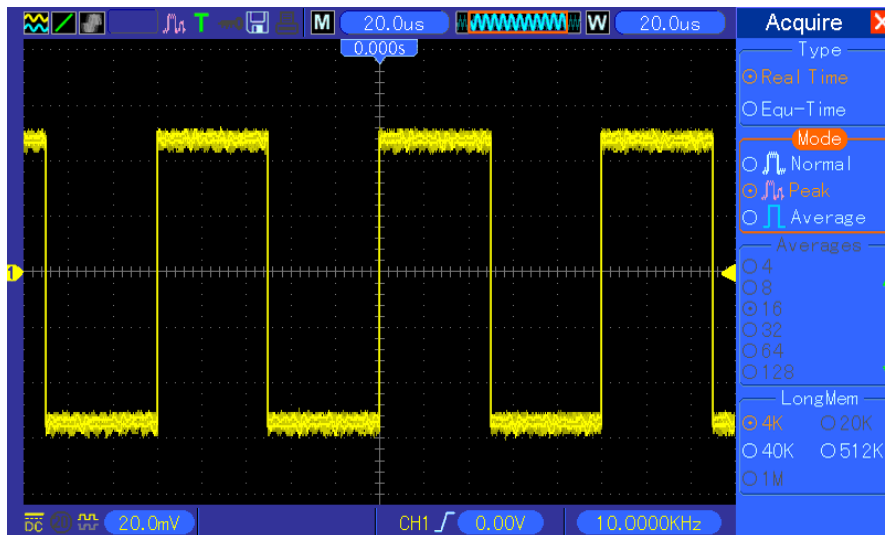 T M 20.0us W 20.0us
0.000s
1
DC 20.0mV CH1 0.00V 10.0000KHz
Acquire X
Type
Real Time
Equ-Time
Mode
Normal
Peak
Average
Averages
4
8
16
32
64
128
LongMem
4K 20K
40K 512K
1M